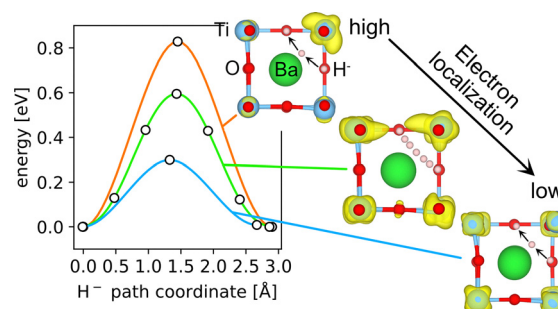 energy [eV]
0.8
0.6
0.4
0.2
0.0
0.0 0.5 1.0 1.5 2.0 2.5 3.0
H⁻ path coordinate [Å]
Ti
O
Ba
H⁻
high
Electron
localization
low